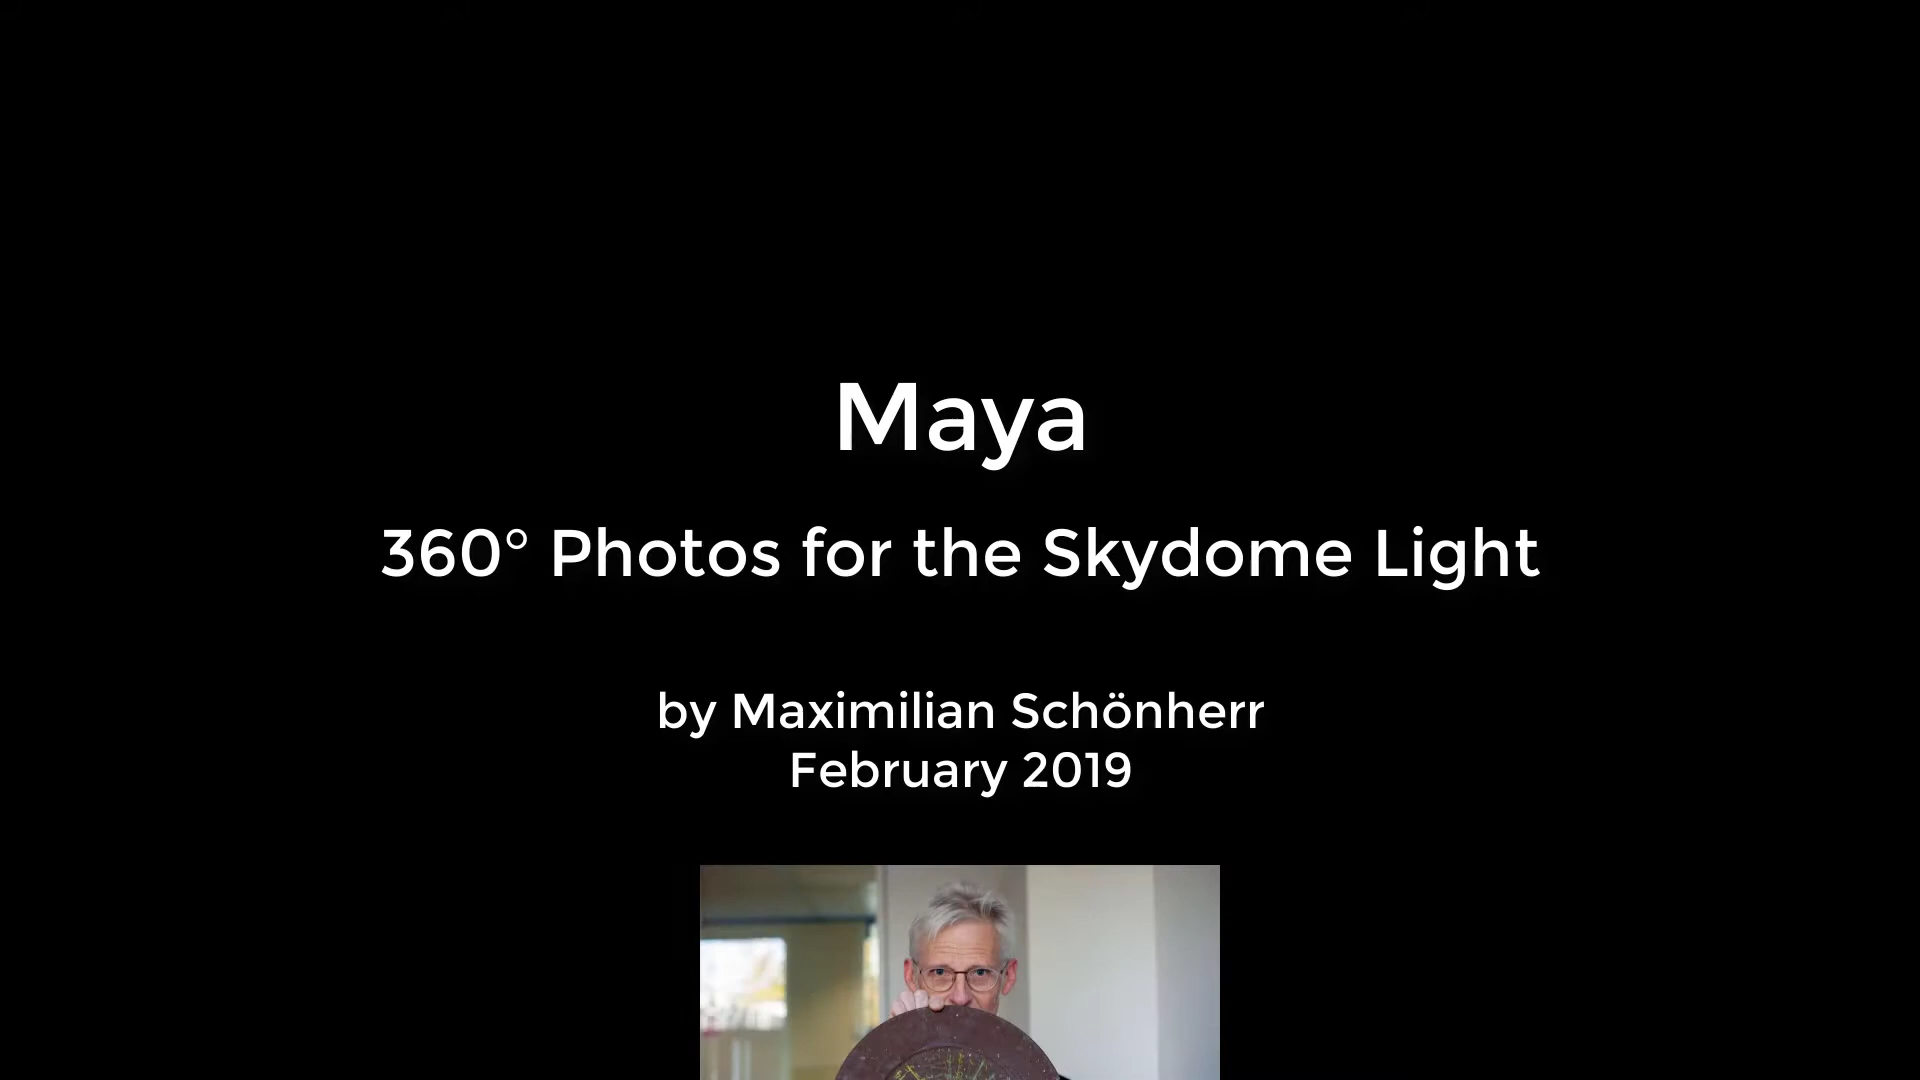 Maya
360° Photos for the Skydome Light
by Maximilian Schönherr
February 2019